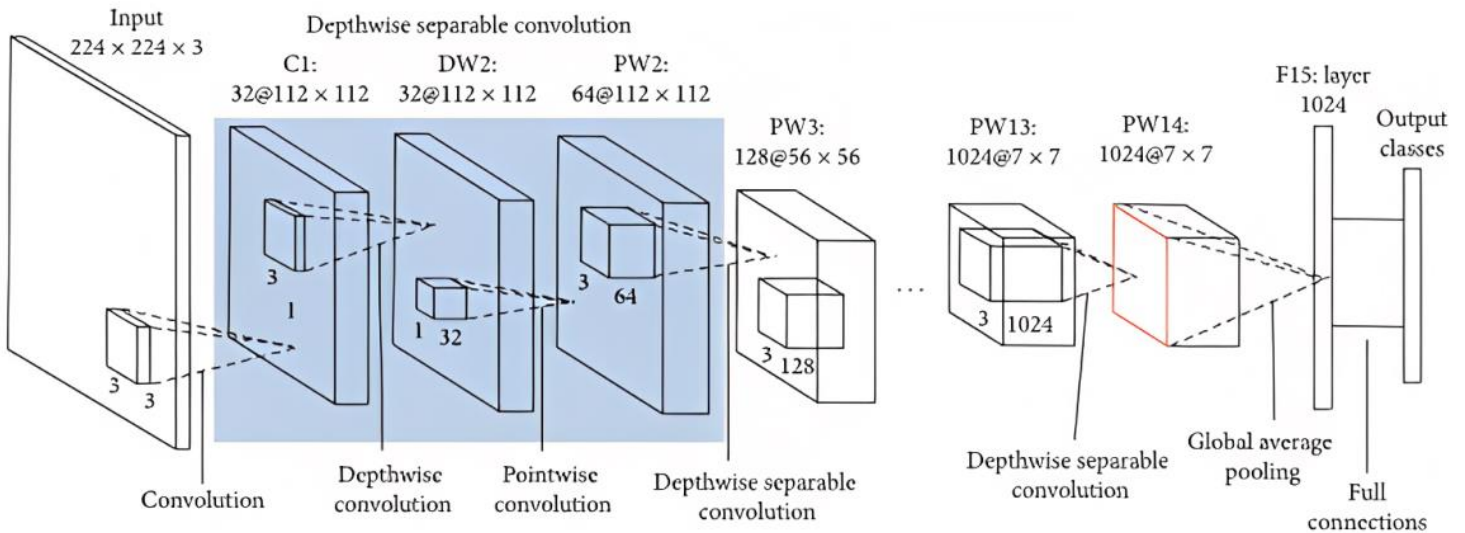 Input
224 × 224 × 3
Depthwise separable convolution
C1:
32@112 × 112
DW2:
32@112 × 112
PW2:
64@112 × 112
PW3:
128@56 × 56
PW13:
1024@7 × 7
PW14:
1024@7 × 7
F15: layer
1024
Output
classes
3
3
3
1
1
32
3
64
3
128
...
3
1024
Convolution
Depthwise
convolution
Pointwise
convolution
Depthwise separable
convolution
Depthwise separable
convolution
Global average
pooling
Full
connections